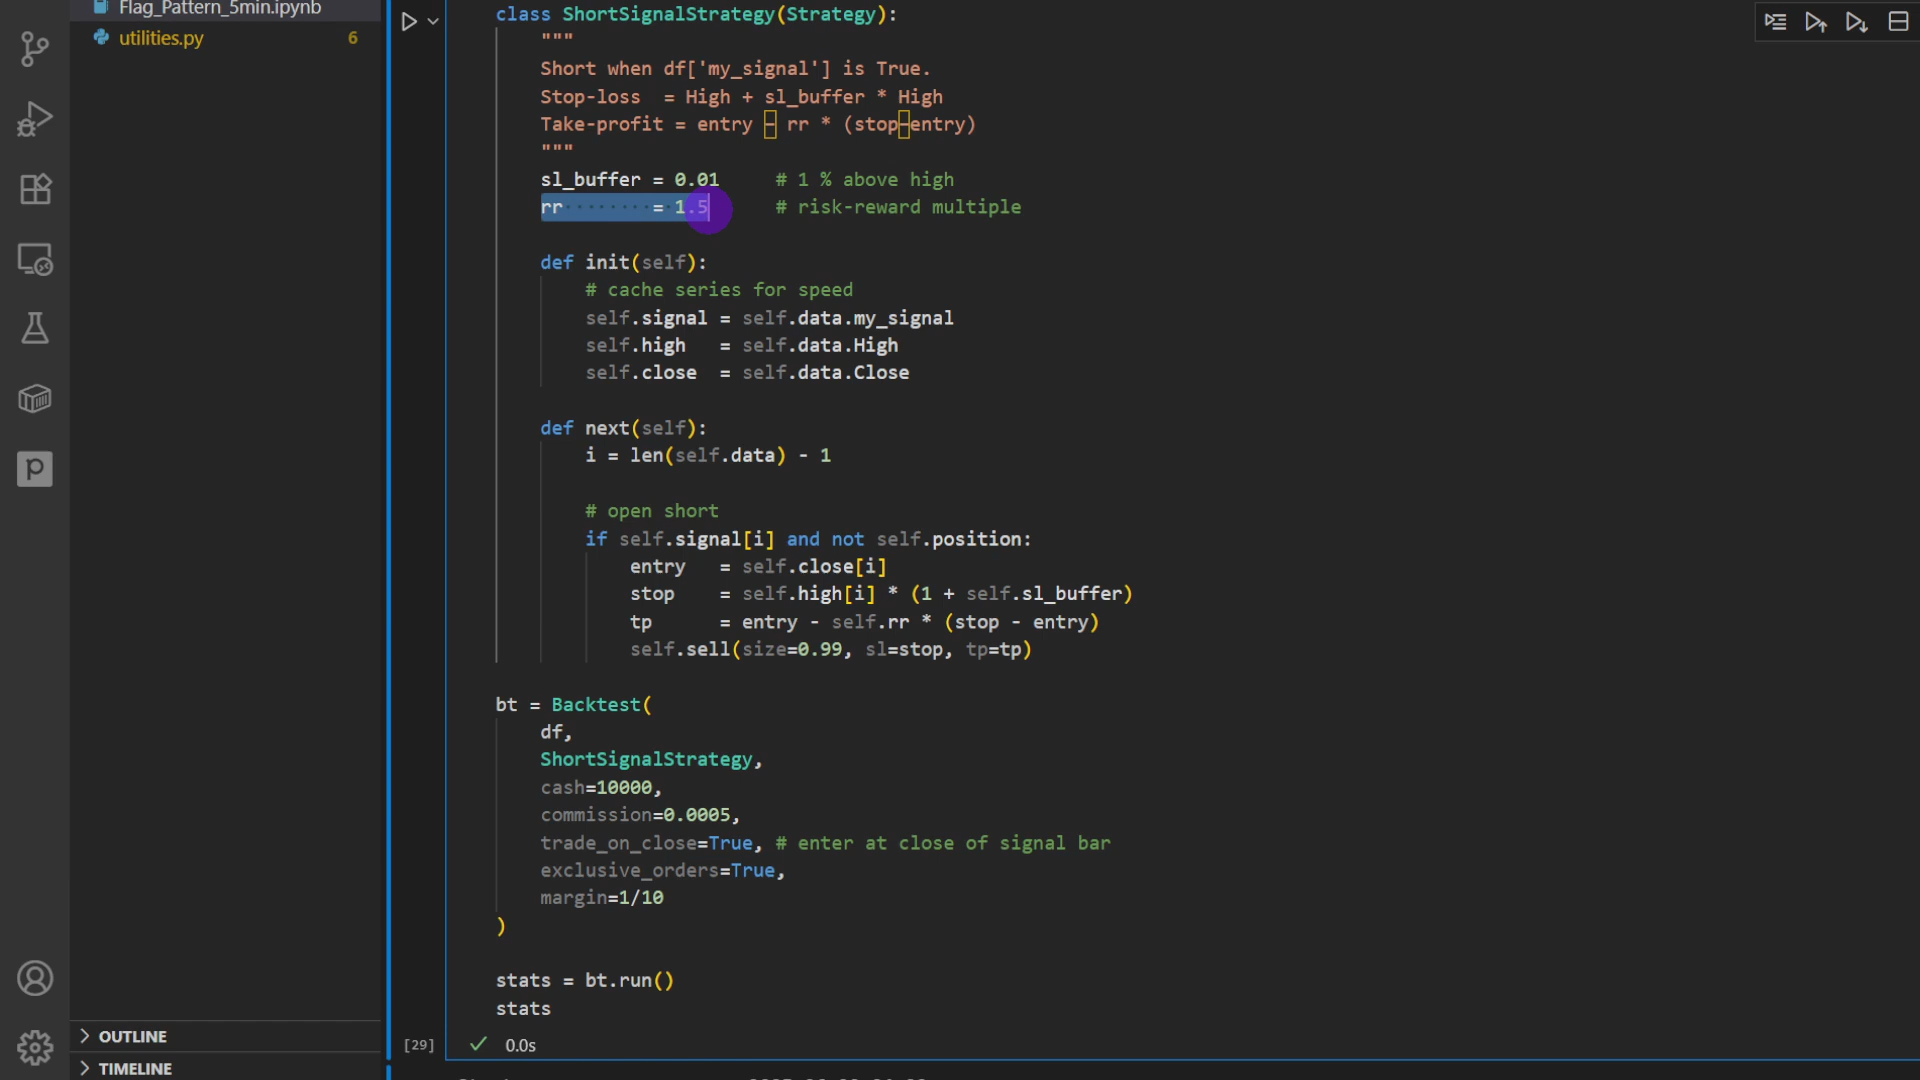 Flag_Pattern_5min.ipynb
utilities.py 6
class ShortSignalStrategy(Strategy):
"""
Short when df['my_signal'] is True.
Stop-loss  = High + sl_buffer * High
Take-profit = entry − rr * (stop−entry)
"""
sl_buffer = 0.01     # 1 % above high
rr        = 1.5      # risk-reward multiple
def init(self):
# cache series for speed
self.signal = self.data.my_signal
self.high   = self.data.High
self.close  = self.data.Close
def next(self):
i = len(self.data) - 1
# open short
if self.signal[i] and not self.position:
entry   = self.close[i]
stop    = self.high[i] * (1 + self.sl_buffer)
tp      = entry - self.rr * (stop - entry)
self.sell(size=0.99, sl=stop, tp=tp)
bt = Backtest(
df,
ShortSignalStrategy,
cash=10000,
commission=0.0005,
trade_on_close=True, # enter at close of signal bar
exclusive_orders=True,
margin=1/10
)
stats = bt.run()
stats
[29] 0.0s
OUTLINE
TIMELINE